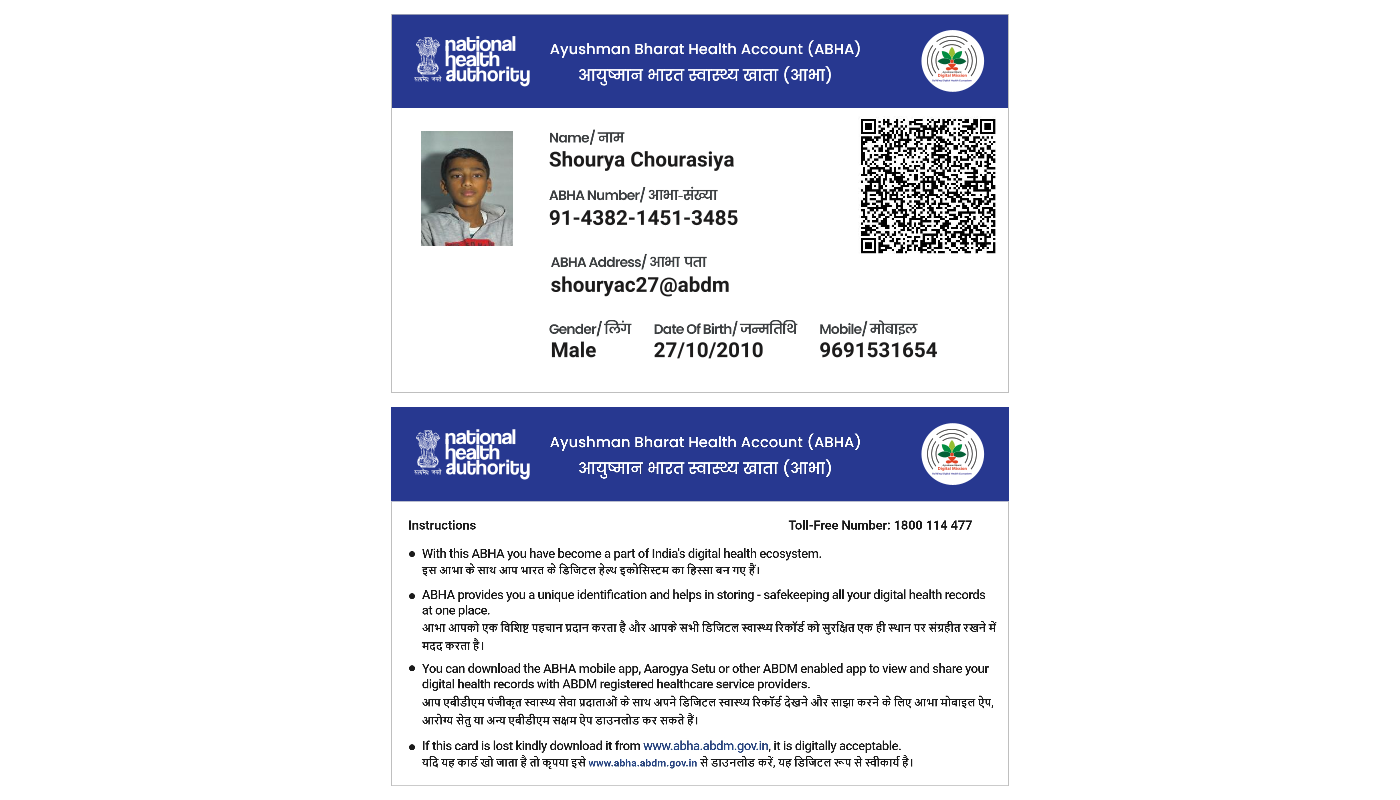 national
health
authority
सत्यमेव जयते
Ayushman Bharat Health Account (ABHA)
आयुष्मान भारत स्वास्थ्य खाता (आभा)
Digital Mission
Name/ नाम
Shourya Chourasiya
ABHA Number/ आभा-संख्या
91-4382-1451-3485
ABHA Address/ आभा पता
shouryac27@abdm
Gender/ लिंग Date Of Birth/ जन्मतिथि Mobile/ मोबाइल
Male 27/10/2010 9691531654
national
health
authority
सत्यमेव जयते
Ayushman Bharat Health Account (ABHA)
आयुष्मान भारत स्वास्थ्य खाता (आभा)
Digital Mission
Instructions Toll-Free Number: 1800 114 477
● With this ABHA you have become a part of India's digital health ecosystem.
इस आभा के साथ आप भारत के डिजिटल हेल्थ इकोसिस्टम का हिस्सा बन गए हैं।
● ABHA provides you a unique identification and helps in storing - safekeeping all your digital health records
at one place.
आभा आपको एक विशिष्ट पहचान प्रदान करता है और आपके सभी डिजिटल स्वास्थ्य रिकॉर्ड को सुरक्षित एक ही स्थान पर संग्रहीत रखने में
मदद करता है।
● You can download the ABHA mobile app, Aarogya Setu or other ABDM enabled app to view and share your
digital health records with ABDM registered healthcare service providers.
आप एबीडीएम पंजीकृत स्वास्थ्य सेवा प्रदाताओं के साथ अपने डिजिटल स्वास्थ्य रिकॉर्ड देखने और साझा करने के लिए आभा मोबाइल ऐप,
आरोग्य सेतु या अन्य एबीडीएम सक्षम ऐप डाउनलोड कर सकते हैं।
● If this card is lost kindly download it from www.abha.abdm.gov.in, it is digitally acceptable.
यदि यह कार्ड खो जाता है तो कृपया इसे www.abha.abdm.gov.in से डाउनलोड करें, यह डिजिटल रूप से स्वीकार्य है।